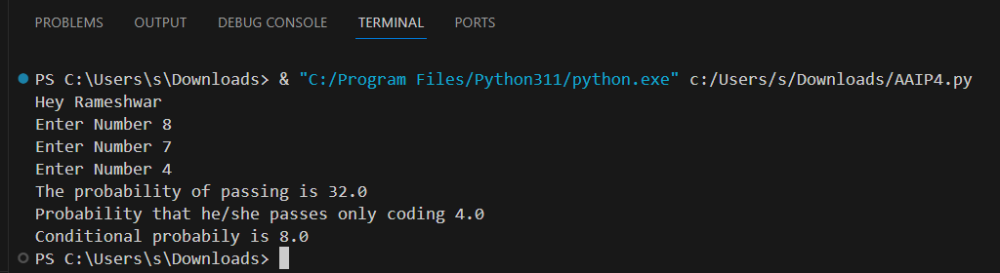 PROBLEMS OUTPUT DEBUG CONSOLE TERMINAL PORTS
PS C:\Users\s\Downloads> & "C:/Program Files/Python311/python.exe" c:/Users/s/Downloads/AAIP4.py
Hey Rameshwar
Enter Number 8
Enter Number 7
Enter Number 4
The probability of passing is 32.0
Probability that he/she passes only coding 4.0
Conditional probabily is 8.0
PS C:\Users\s\Downloads>